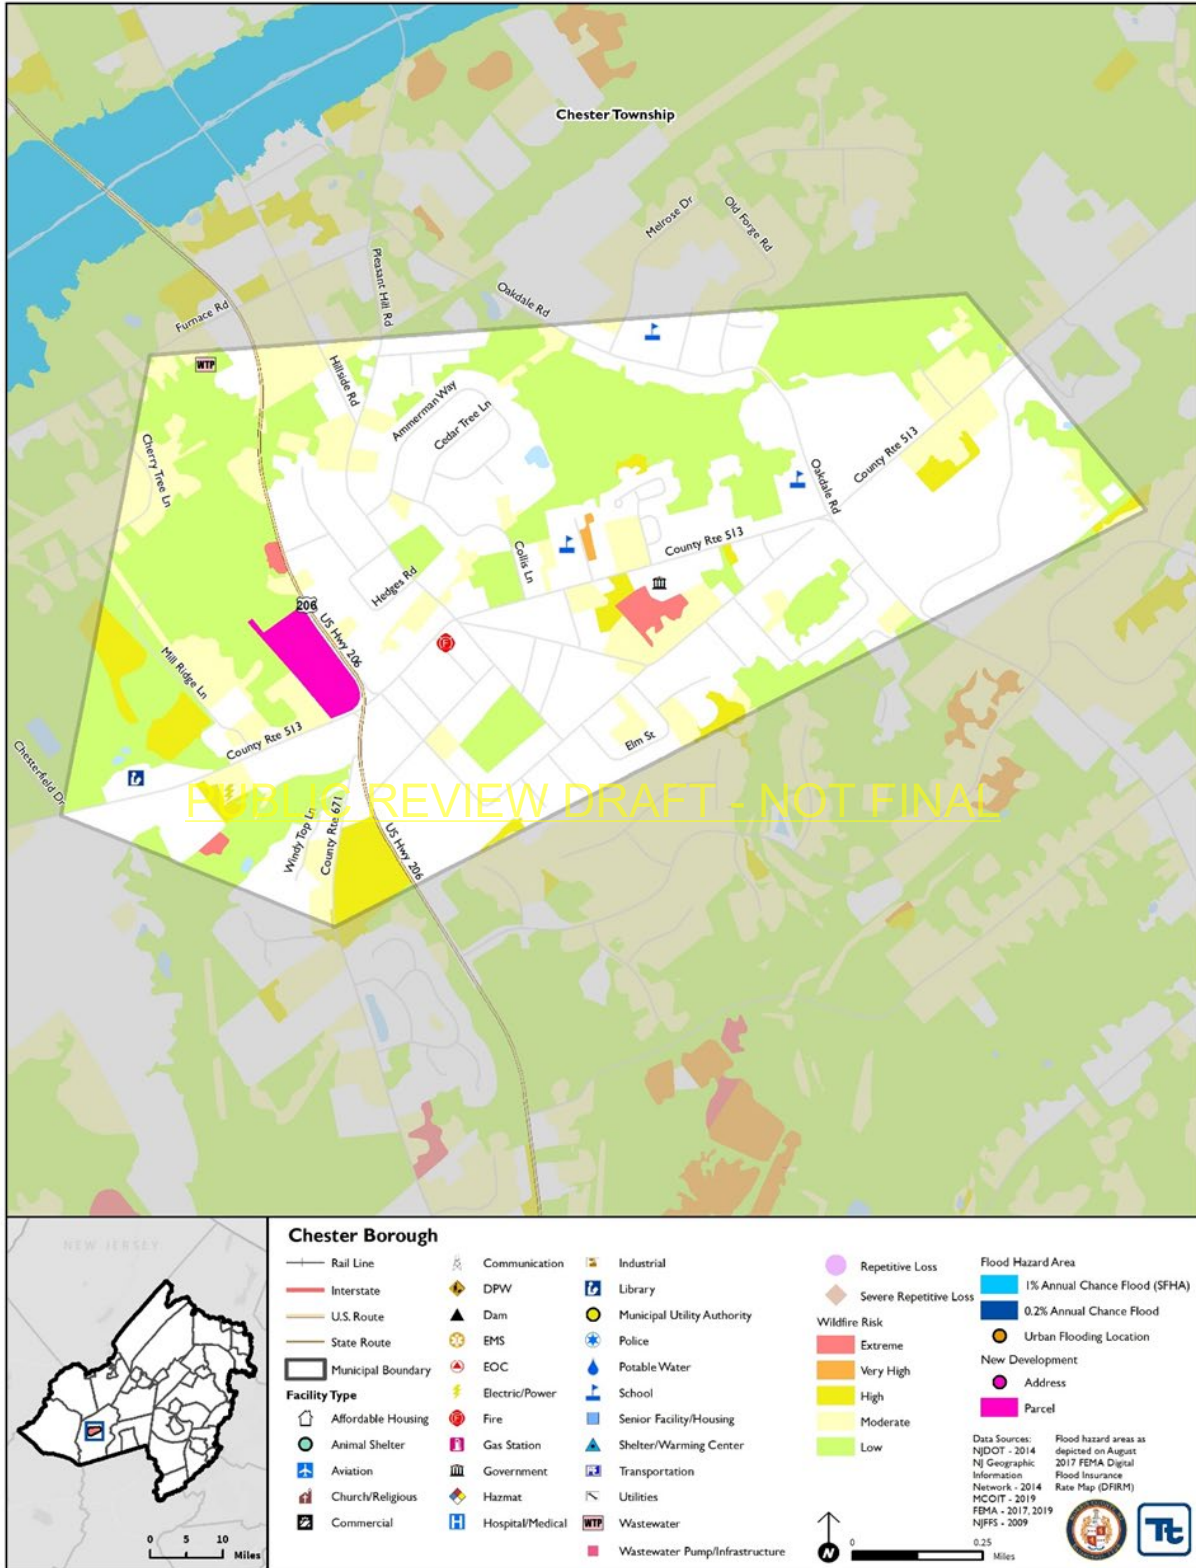 Chester Township
Melrose Dr
Old Forge Rd
Pleasant Hill Rd
Oakdale Rd
Furnace Rd
WTP
Hillside Rd
Ammerman Way
Cedar Tree Ln
Cherry Tree Ln
County Rte 513
Oakdale Rd
Collis Ln
County Rte 513
Hedges Rd
206
US Hwy 206
F
Mill Ridge Ln
County Rte 513
Elm St
Chesterfield Dr
PUBLIC REVIEW DRAFT - NOT FINAL
Windy Top Ln
County Rte 671
US Hwy 206
NEW JERSEY
0 5 10
Miles
Chester Borough
Rail Line
Interstate
U.S. Route
State Route
Municipal Boundary
Facility Type
Affordable Housing
Animal Shelter
Aviation
Church/Religious
Commercial
Communication
DPW
Dam
EMS
EOC
Electric/Power
Fire
Gas Station
Government
Hazmat
Hospital/Medical
Industrial
Library
Municipal Utility Authority
Police
Potable Water
School
Senior Facility/Housing
Shelter/Warming Center
Transportation
Utilities
WTP Wastewater
Wastewater Pump/Infrastructure
Repetitive Loss
Severe Repetitive Loss
Wildfire Risk
Extreme
Very High
High
Moderate
Low
Flood Hazard Area
1% Annual Chance Flood (SFHA)
0.2% Annual Chance Flood
Urban Flooding Location
New Development
Address
Parcel
Data Sources:
NJDOT - 2014
NJ Geographic
Information
Network - 2014
MCOIT - 2019
FEMA - 2017, 2019
NJFFS - 2009
Flood hazard areas as
depicted on August
2017 FEMA Digital
Flood Insurance
Rate Map (DFIRM)
N
0 0.25
Miles
Tt